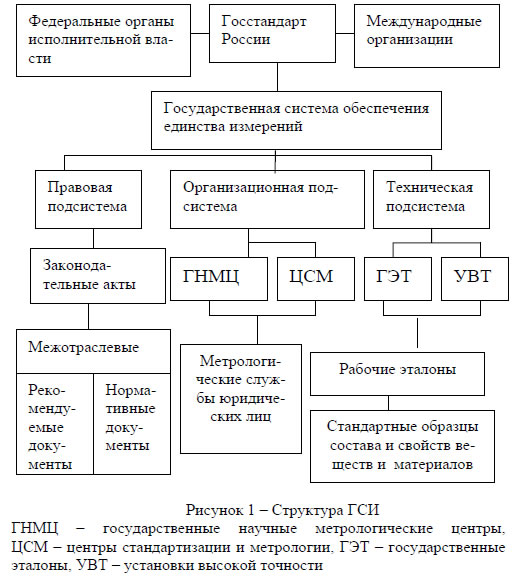 Федеральные органы
исполнительной вла-
сти
Госстандарт
России
Международные
организации
Государственная система обеспечения
единства измерений
Правовая
подсистема
Организационная под-
система
Техническая
подсистема
Законода-
тельные акты
ГНМЦ
ЦСМ
ГЭТ
УВТ
Межотраслевые
Реко-
менду-
емые
доку-
менты
Норма-
тивные
доку-
менты
Метрологи-
ческие служ-
бы юридиче-
ских лиц
Рабочие эталоны
Стандартные образцы
состава и свойств ве-
ществ и материалов
Рисунок 1 – Структура ГСИ
ГНМЦ – государственные научные метрологические центры,
ЦСМ – центры стандартизации и метрологии, ГЭТ – государственные
эталоны, УВТ – установки высокой точности